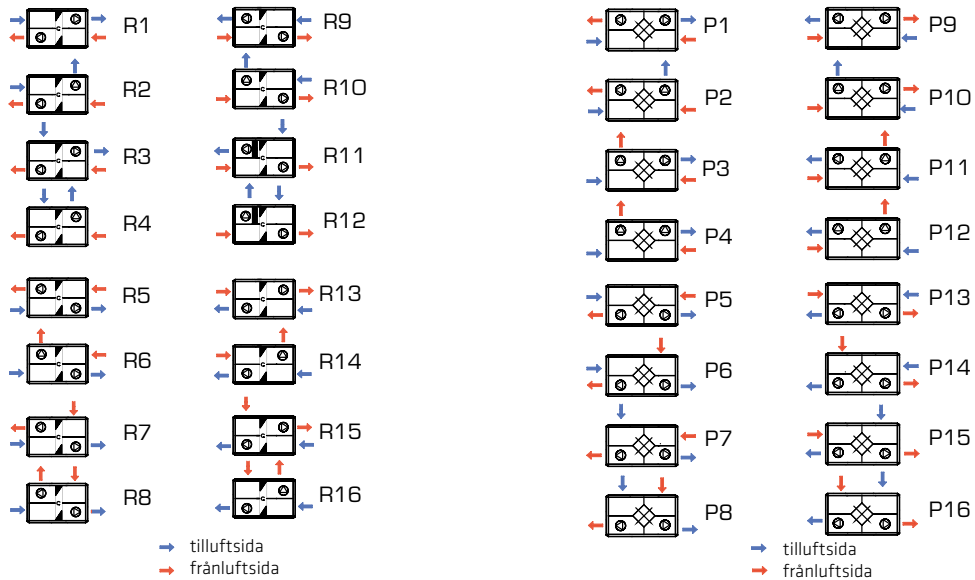 R1
R2
R3
R4
R5
R6
R7
R8
R9
R10
R11
R12
R13
R14
R15
R16
tilluftsida
frånluftsida
P1
P2
P3
P4
P5
P6
P7
P8
P9
P10
P11
P12
P13
P14
P15
P16
tilluftsida
frånluftsida